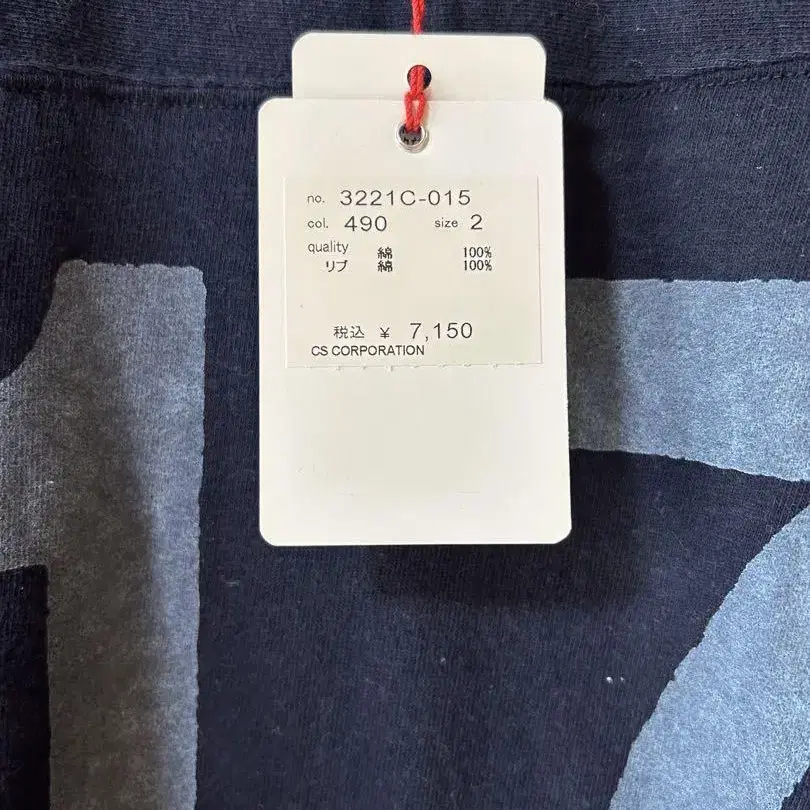 no. 3221C-015
col. 490 size 2
quality 綿 100%
リブ 綿 100%
税込 ¥ 7,150
CS CORPORATION
17